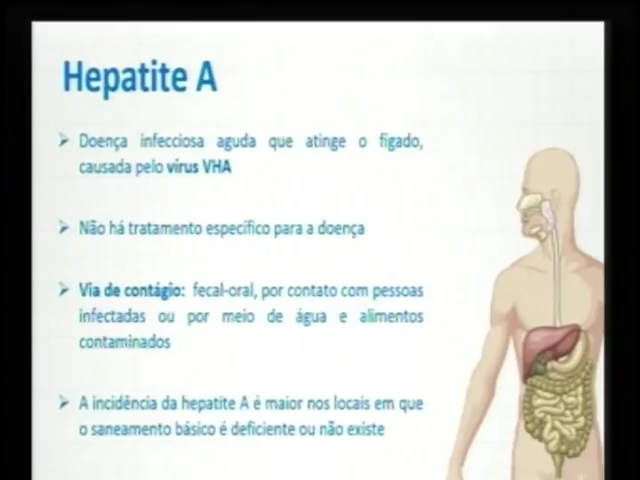 Hepatite A
➢ Doença infecciosa aguda que atinge o fígado,
causada pelo vírus VHA
➢ Não há tratamento específico para a doença
➢ Via de contágio: fecal-oral, por contato com pessoas
infectadas ou por meio de água e alimentos
contaminados
➢ A incidência da hepatite A é maior nos locais em que
o saneamento básico é deficiente ou não existe